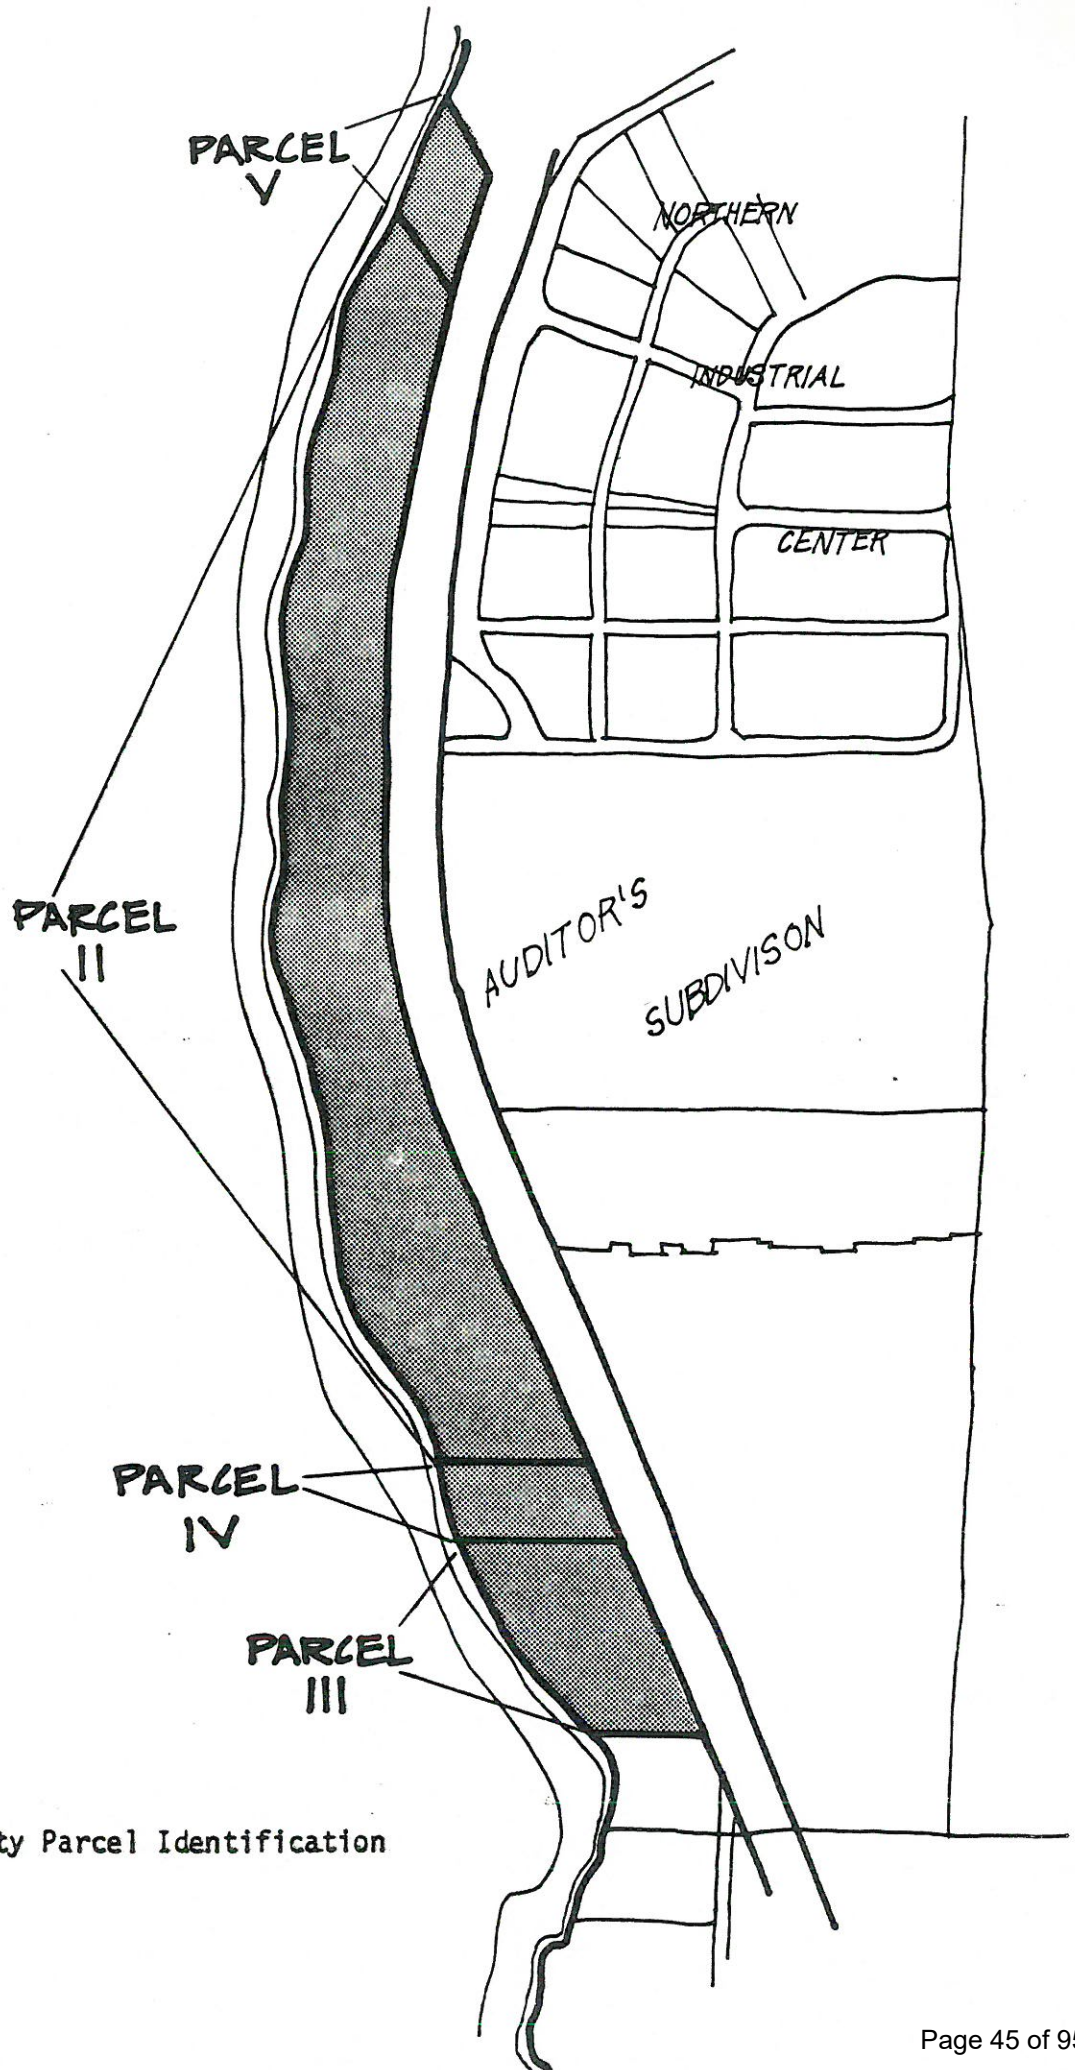 PARCEL
V
NORTHERN
INDUSTRIAL
CENTER
AUDITOR'S
SUBDIVISON
PARCEL
II
PARCEL
IV
PARCEL
III
ty Parcel Identification
Page 45 of 95